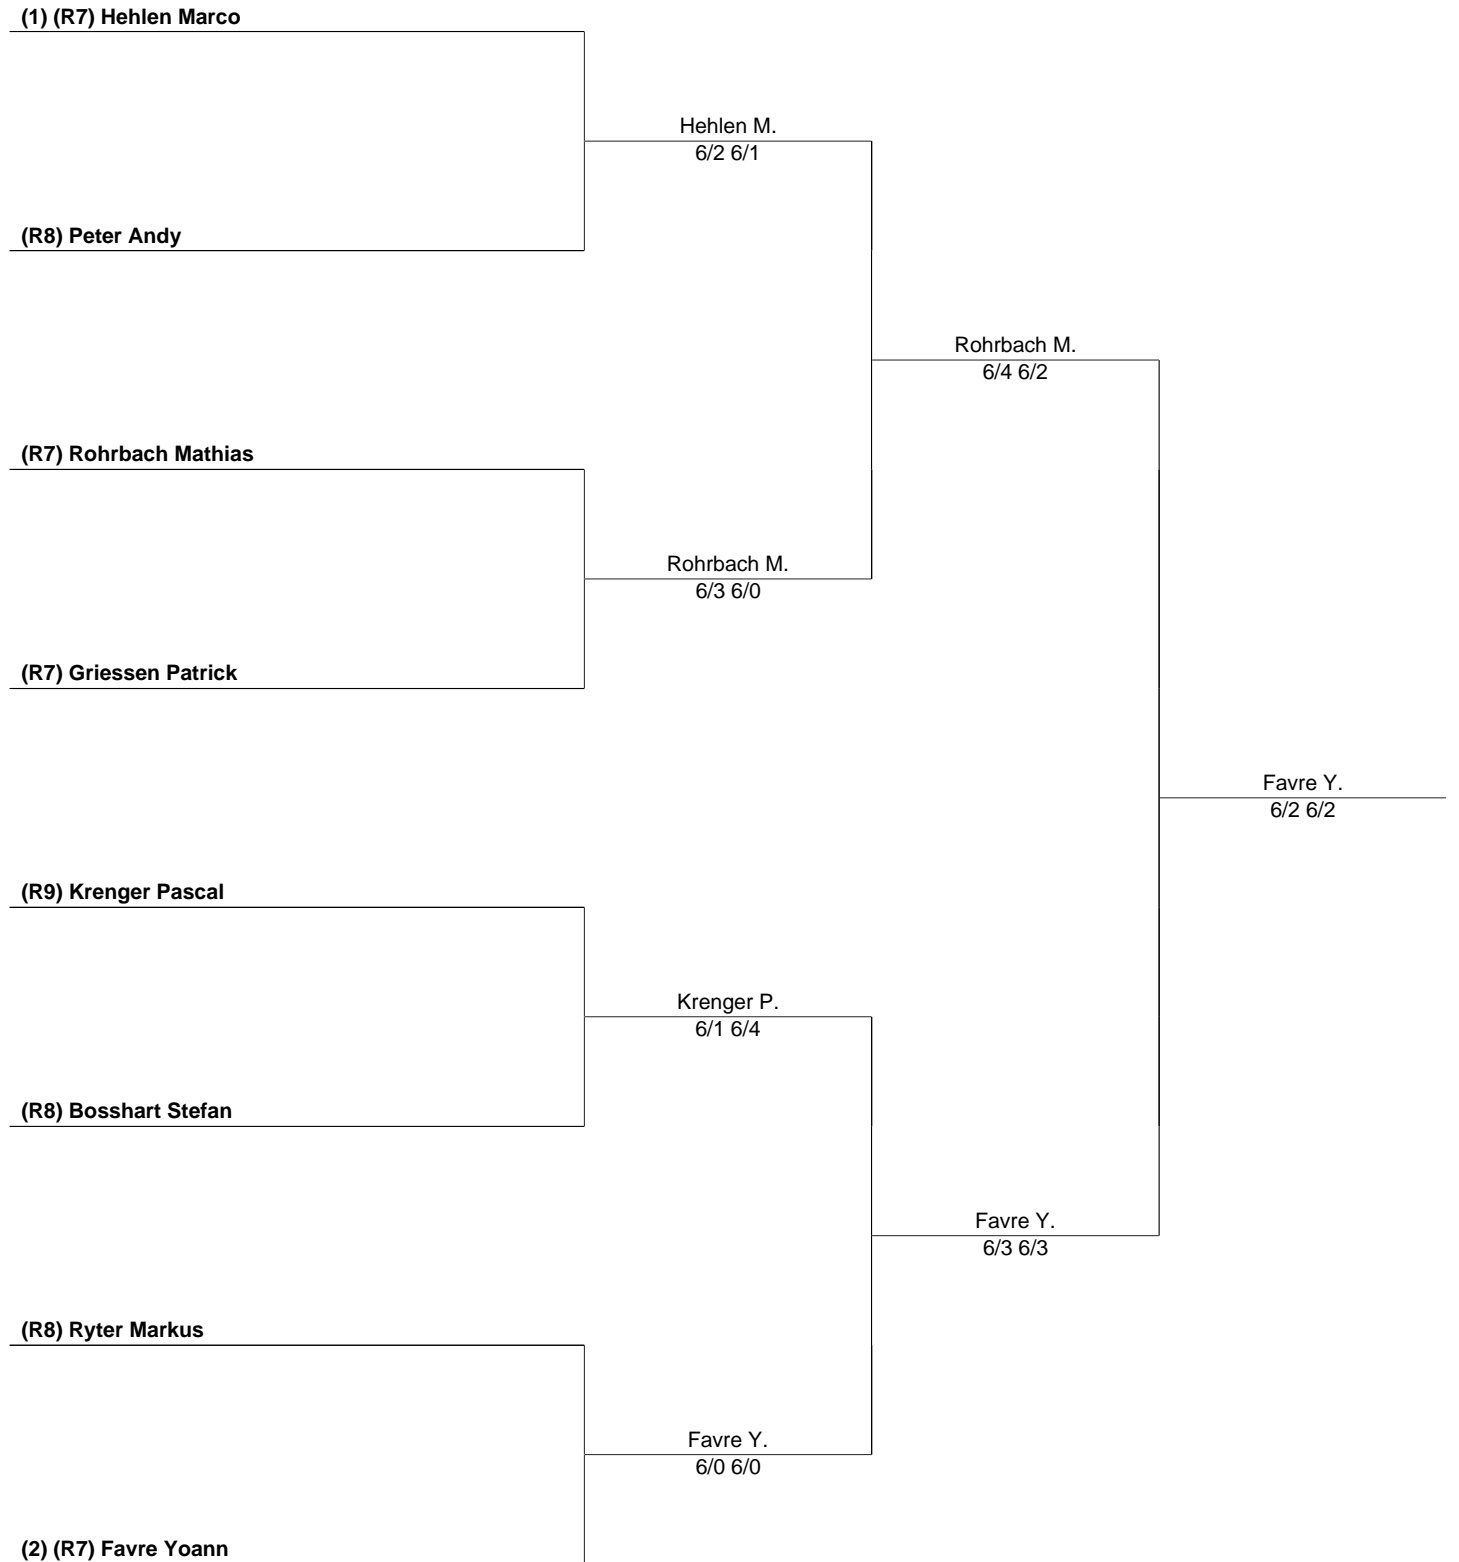 (1) (R7) Hehlen Marco
Hehlen M.
6/2 6/1
(R8) Peter Andy
Rohrbach M.
6/4 6/2
(R7) Rohrbach Mathias
Rohrbach M.
6/3 6/0
(R7) Griessen Patrick
Favre Y.
6/2 6/2
(R9) Krenger Pascal
Krenger P.
6/1 6/4
(R8) Bosshart Stefan
Favre Y.
6/3 6/3
(R8) Ryter Markus
Favre Y.
6/0 6/0
(2) (R7) Favre Yoann